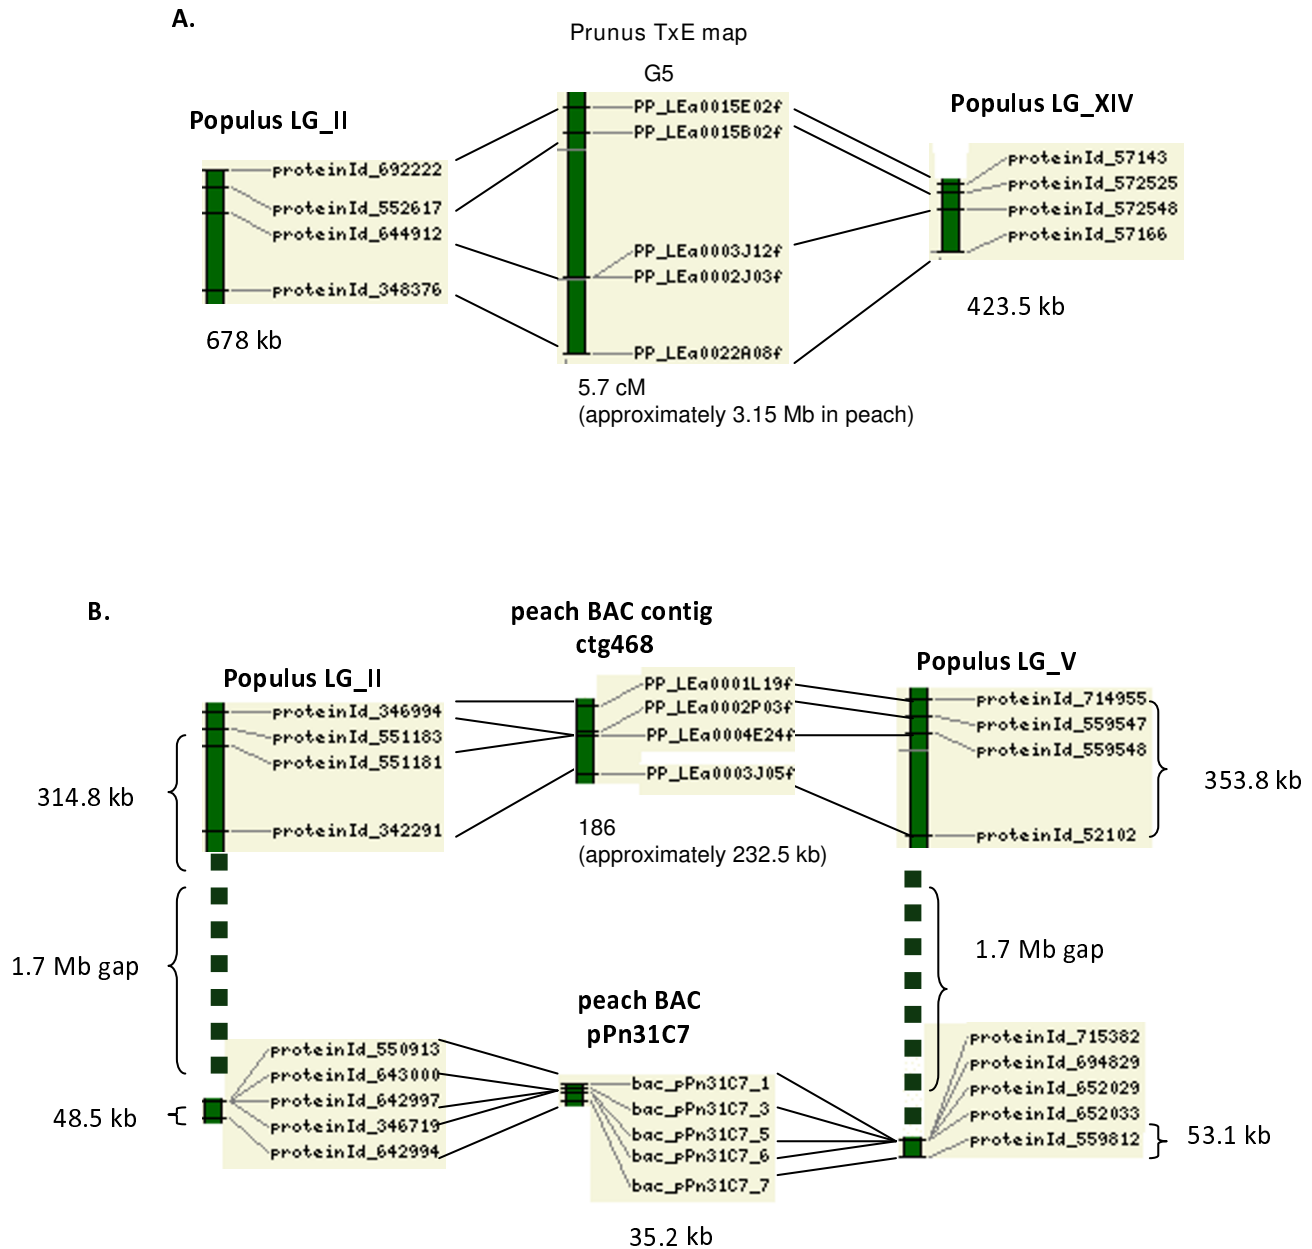 A.
Prunus TxE map
G5
Populus LG_II
proteinId_692222
proteinId_552617
proteinId_644912
proteinId_348376
678 kb
PP_LEa0015E02f
PP_LEa0015B02f
PP_LEa0003J12f
PP_LEa0002J03f
PP_LEa0022A08f
5.7 cM
(approximately 3.15 Mb in peach)
Populus LG_XIV
proteinId_57143
proteinId_572525
proteinId_572548
proteinId_57166
423.5 kb
B.
peach BAC contig
ctg468
Populus LG_II
proteinId_346994
proteinId_551183
proteinId_551181
proteinId_342291
314.8 kb
1.7 Mb gap
PP_LEa0001L19f
PP_LEa0002P03f
PP_LEa0004E24f
PP_LEa0003J05f
186
(approximately 232.5 kb)
Populus LG_V
proteinId_714955
proteinId_559547
proteinId_559548
proteinId_52102
353.8 kb
1.7 Mb gap
proteinId_550913
proteinId_643000
proteinId_642997
proteinId_346719
proteinId_642994
48.5 kb
peach BAC
pPn31C7
bac_pPn31C7_1
bac_pPn31C7_3
bac_pPn31C7_5
bac_pPn31C7_6
bac_pPn31C7_7
35.2 kb
proteinId_715382
proteinId_694829
proteinId_652029
proteinId_652033
proteinId_559812
53.1 kb